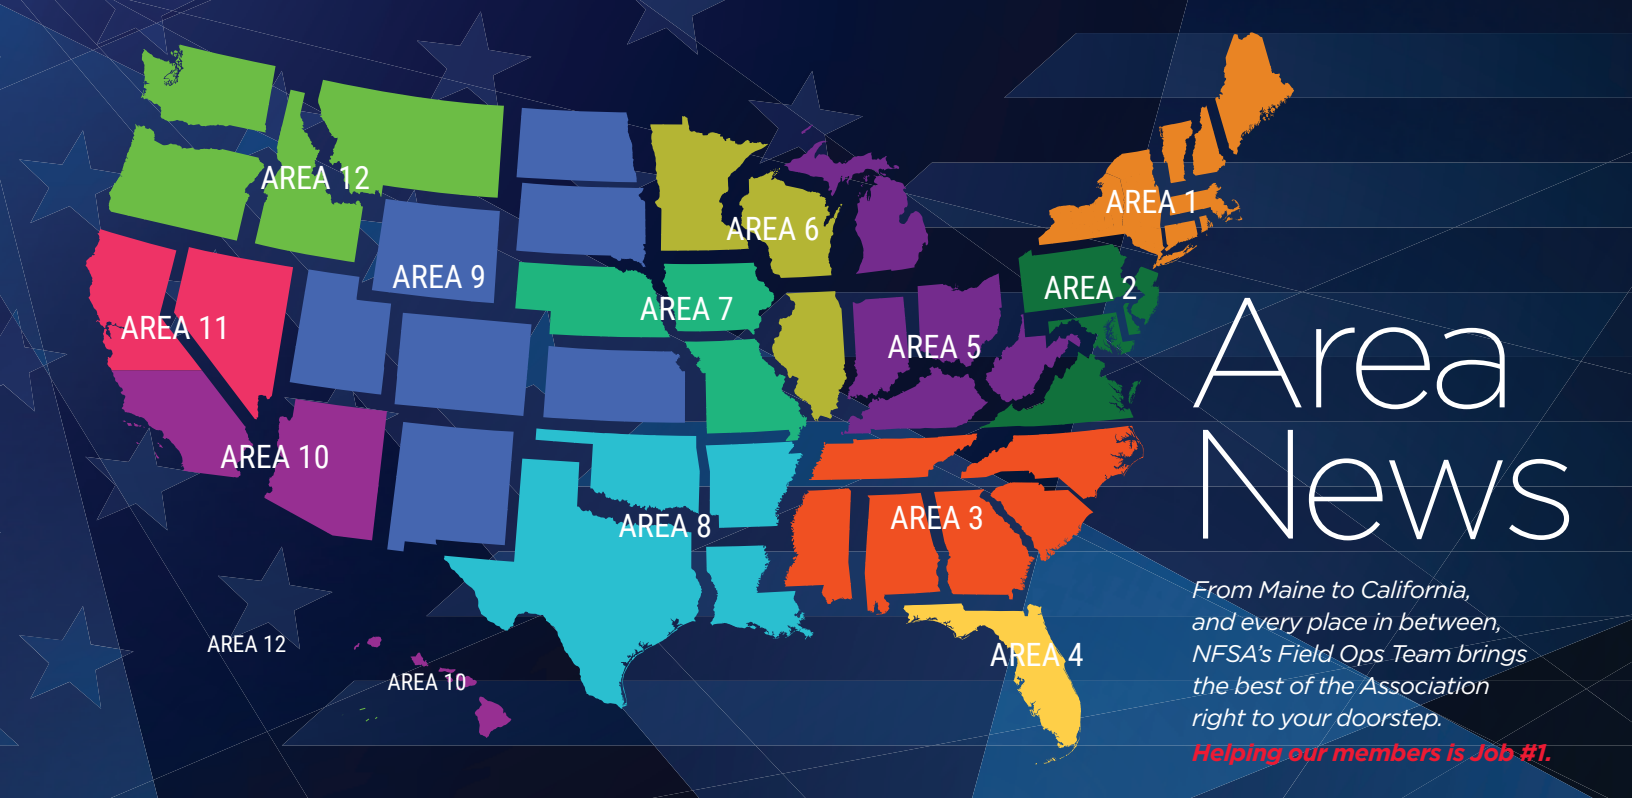 AREA 12
AREA 1
AREA 6
AREA 9
AREA 2
AREA 7
AREA 11
AREA 5
AREA 10
AREA 3
AREA 8
AREA 12
AREA 4
AREA 10
Area
News
From Maine to California,
and every place in between,
NFSA's Field Ops Team brings
the best of the Association
right to your doorstep.
Helping our members is Job #1.